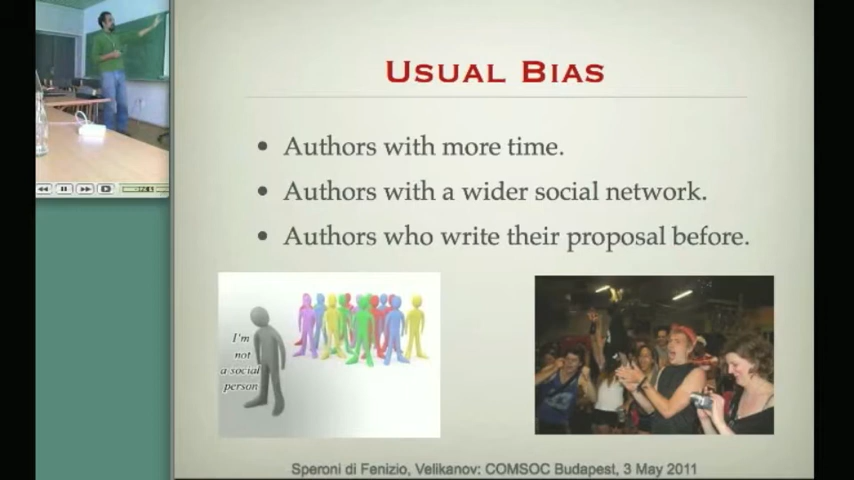 USUAL BIAS
• Authors with more time.
• Authors with a wider social network.
• Authors who write their proposal before.
I'm
not
a social
person
Speroni di Fenizio, Velikanov: COMSOC Budapest, 3 May 2011